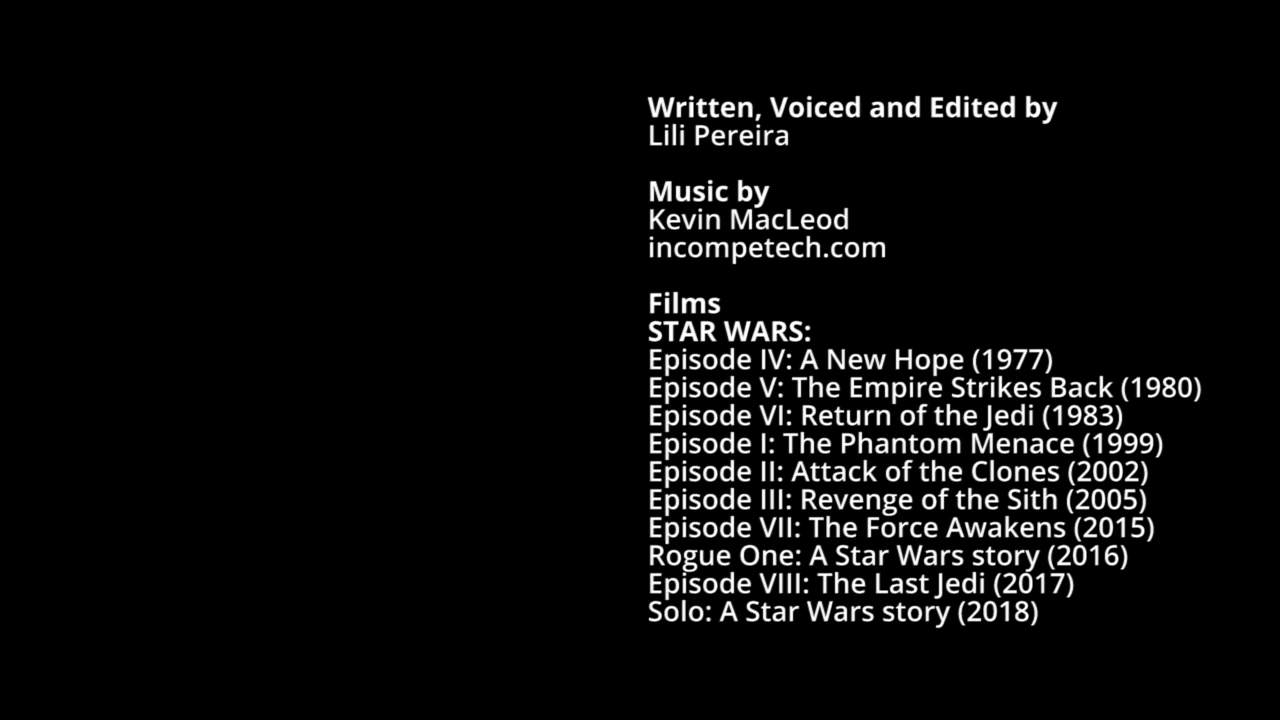 Written, Voiced and Edited by
Lili Pereira
Music by
Kevin MacLeod
incompetech.com
Films
STAR WARS:
Episode IV: A New Hope (1977)
Episode V: The Empire Strikes Back (1980)
Episode VI: Return of the Jedi (1983)
Episode I: The Phantom Menace (1999)
Episode II: Attack of the Clones (2002)
Episode III: Revenge of the Sith (2005)
Episode VII: The Force Awakens (2015)
Rogue One: A Star Wars story (2016)
Episode VIII: The Last Jedi (2017)
Solo: A Star Wars story (2018)